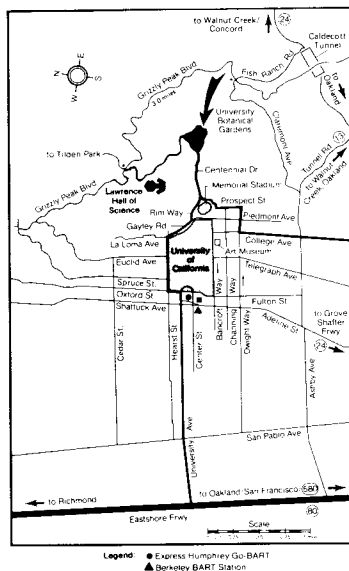 to Walnut Creek/
Concord
24
Caldecott
Tunnel
to
Oakland
Fish Ranch Rd
Grizzly Peak Blvd
3.0 miles
N
E
S
W
University
Botanical
Gardens
Claremont Ave
Tunnel Rd
13
to Walnut
Creek, Oakland
to Tilden Park
Centennial Dr
Memorial Stadium
Lawrence
Hall of
Science
Prospect St
Grizzly Peak Blvd
Rim Way
Piedmont Ave
Gayley Rd
La Loma Ave
College Ave
University
of
California
Art Museum
Euclid Ave
Telegraph Ave
Spruce St.
Oxford St
Fulton St
Shattuck Ave
Adeline St
to Grove
Shafter
Frwy
24
Cedar St.
Hearst St
Center St
Bancroft Way
Channing Way
Dwight Way
Ashby Ave
University Ave
San Pablo Ave
to Richmond
to Oakland/San Francisco
580
80
Eastshore Frwy
Scale
Legend:
Express Humphrey Go-BART
Berkeley BART Station